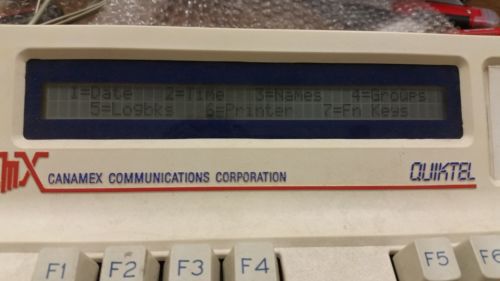 1=Date 2=Time 3=Names 4=Groups
5=Logbks 6=Printer 7=Fn Keys
CANAMEX COMMUNICATIONS CORPORATION QUIKTEL
F1 F2 F3 F4 F5 F6